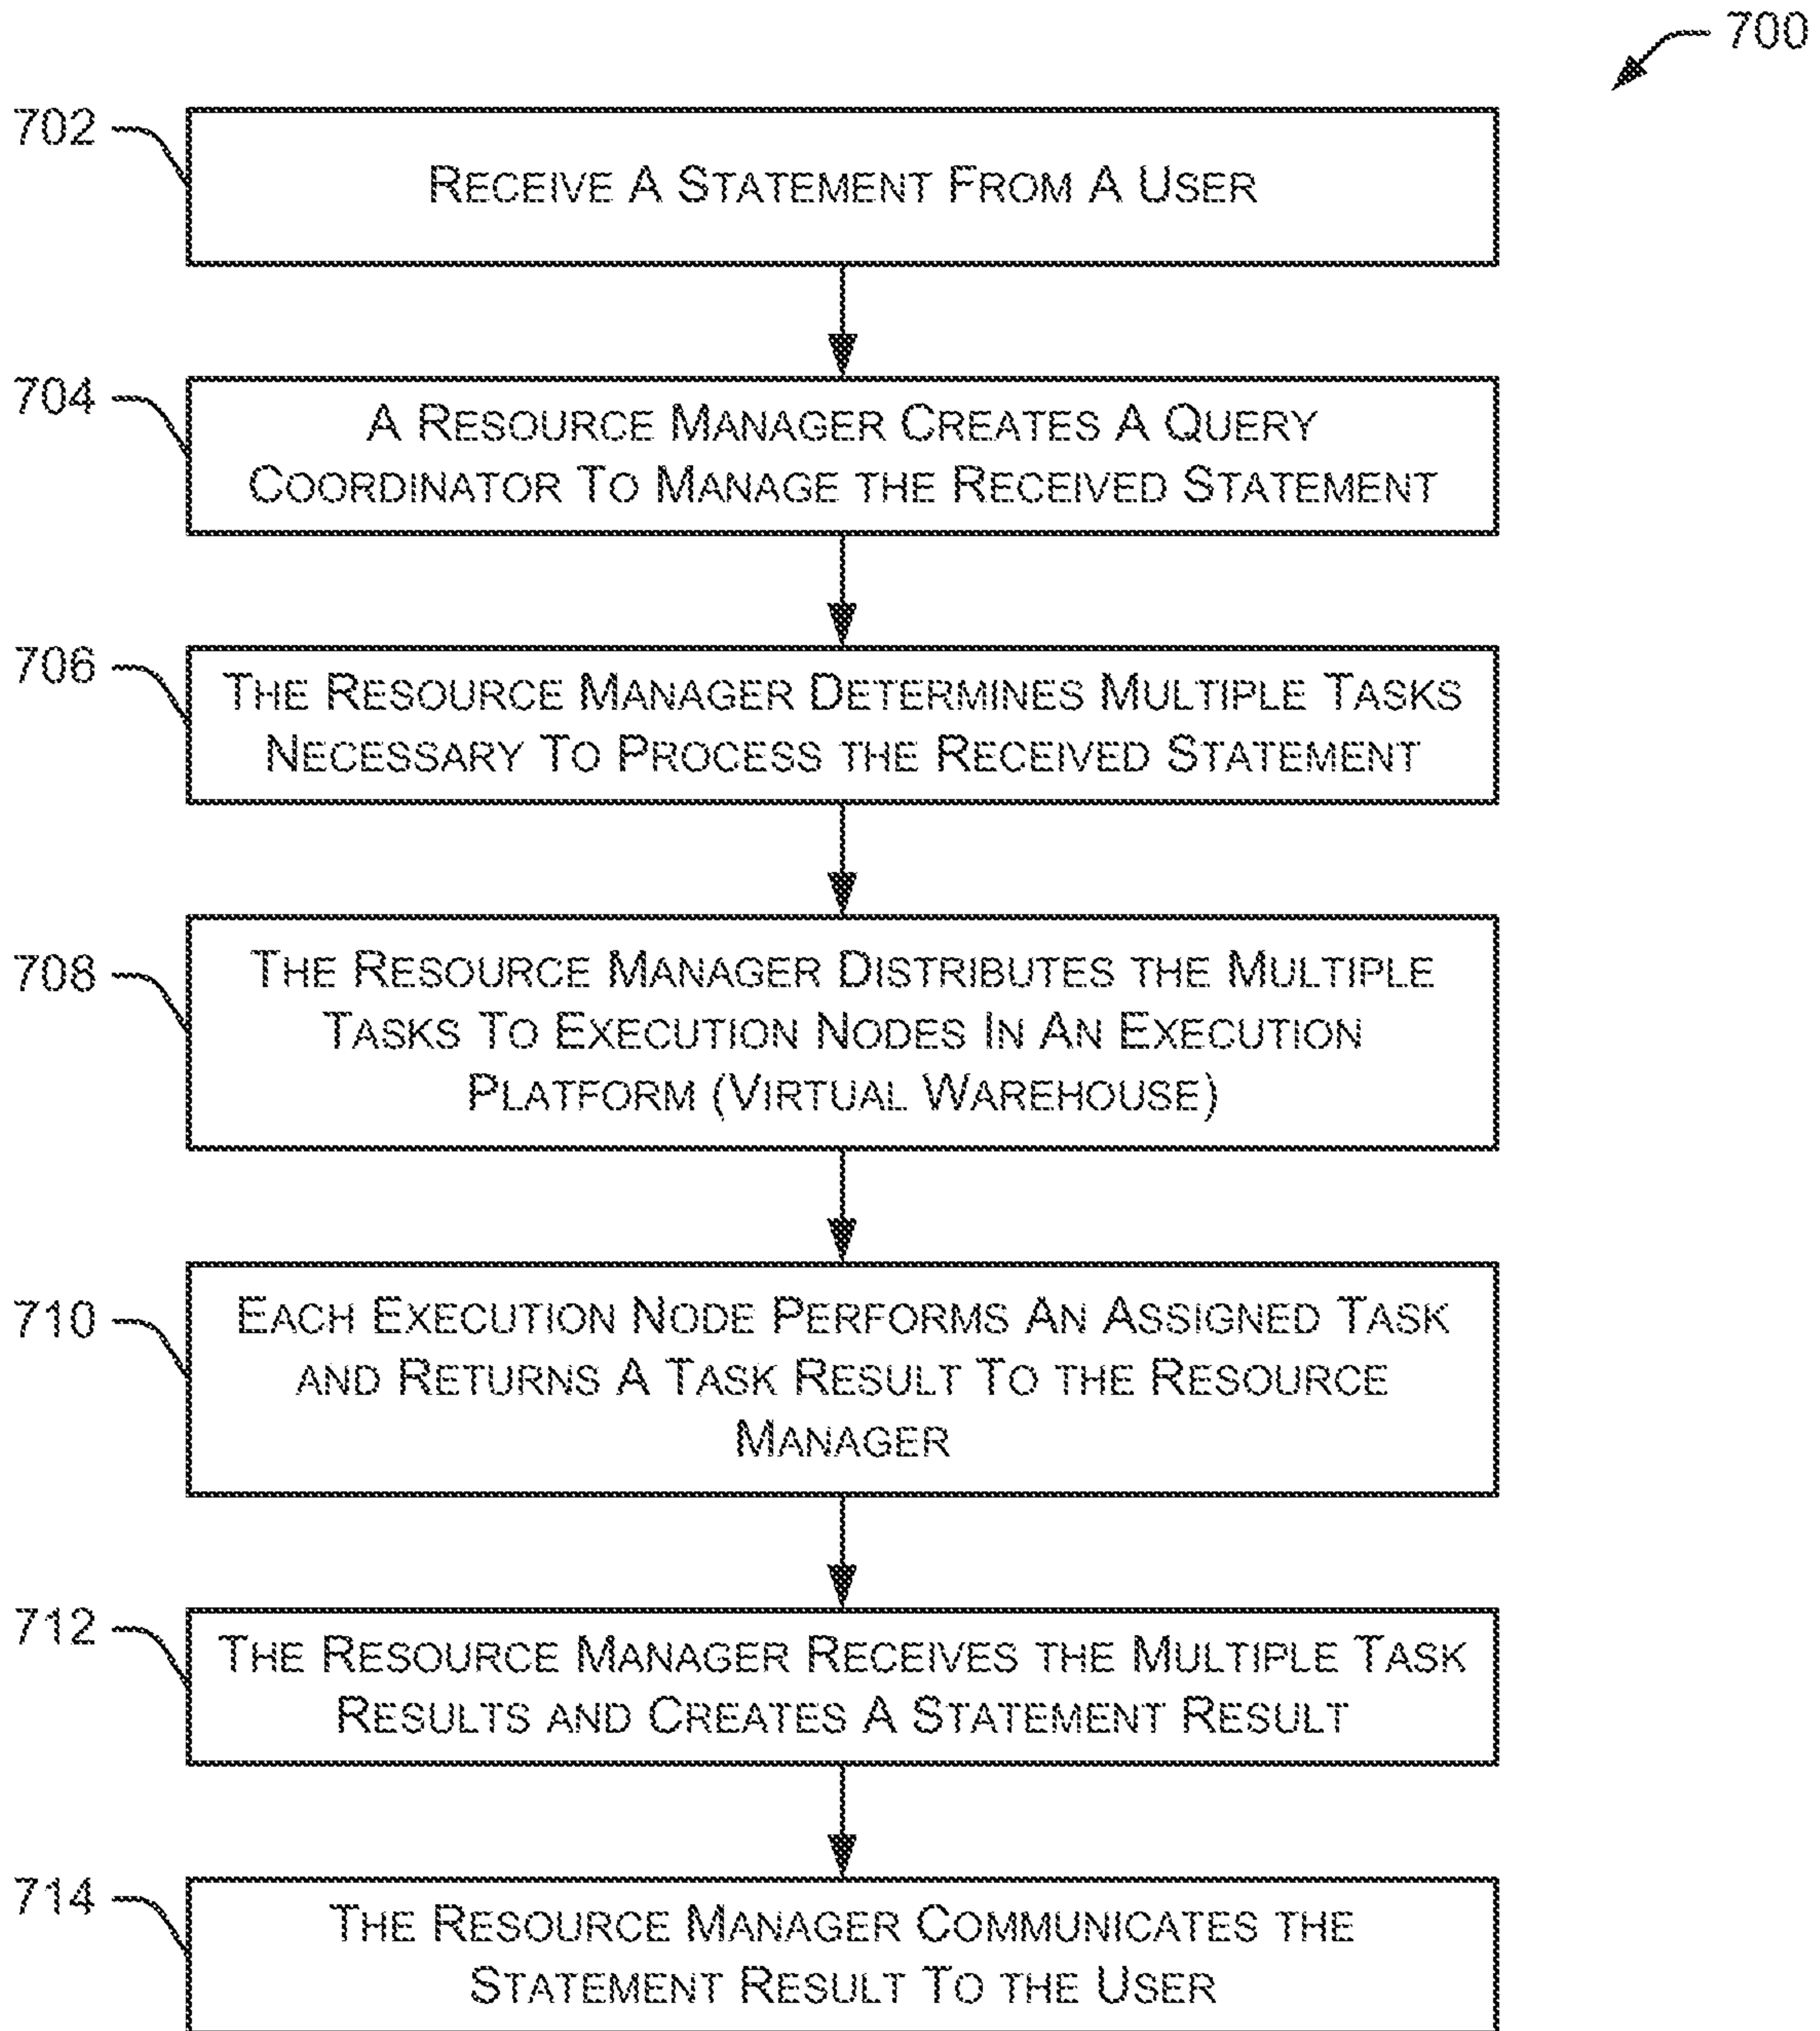 700
702
RECEIVE A STATEMENT FROM A USER
704
A RESOURCE MANAGER CREATES A QUERY
COORDINATOR TO MANAGE THE RECEIVED STATEMENT
706
THE RESOURCE MANAGER DETERMINES MULTIPLE TASKS
NECESSARY TO PROCESS THE RECEIVED STATEMENT
708
THE RESOURCE MANAGER DISTRIBUTES THE MULTIPLE
TASKS TO EXECUTION NODES IN AN EXECUTION
PLATFORM (VIRTUAL WAREHOUSE)
710
EACH EXECUTION NODE PERFORMS AN ASSIGNED TASK
AND RETURNS A TASK RESULT TO THE RESOURCE
MANAGER
712
THE RESOURCE MANAGER RECEIVES THE MULTIPLE TASK
RESULTS AND CREATES A STATEMENT RESULT
714
THE RESOURCE MANAGER COMMUNICATES THE
STATEMENT RESULT TO THE USER